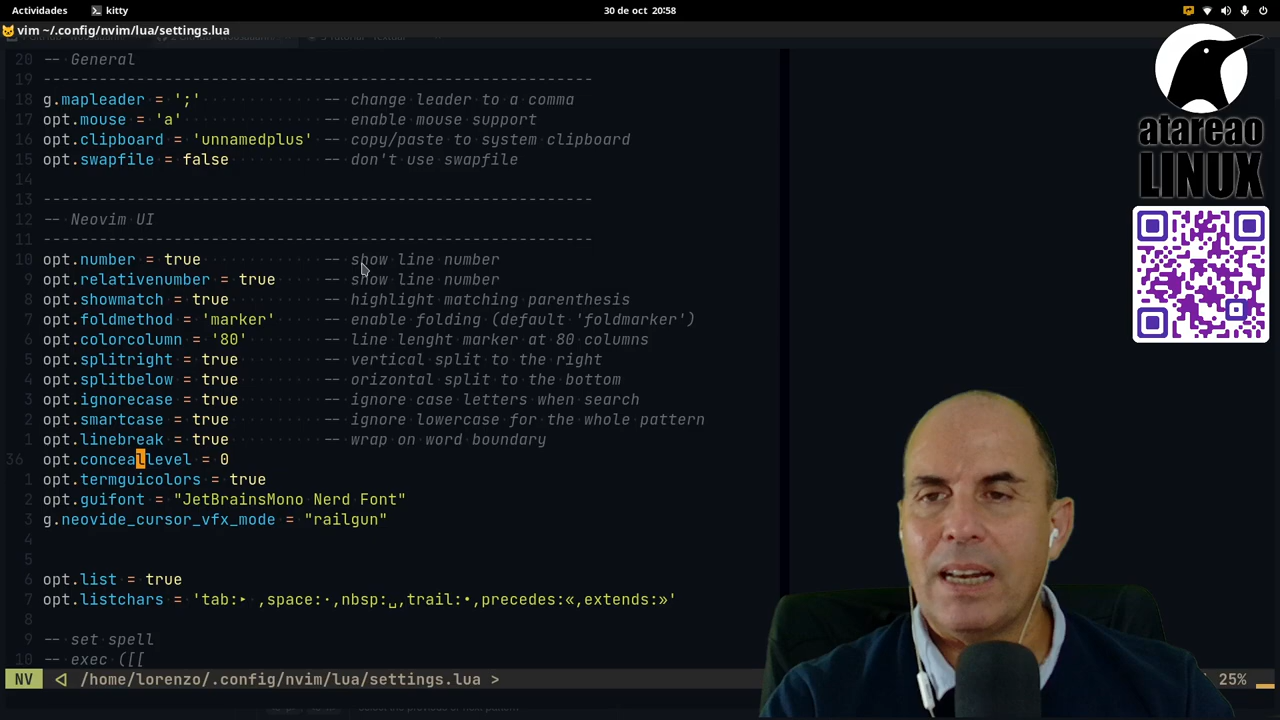 Actividades kitty 30 de oct 20:58
vim ~/.config/nvim/lua/settings.lua
20 -- General
19 -----------------------------------------------------------
18 g.mapleader = ';' -- change leader to a comma
17 opt.mouse = 'a' -- enable mouse support
16 opt.clipboard = 'unnamedplus' -- copy/paste to system clipboard
15 opt.swapfile = false -- don't use swapfile
14
13 -----------------------------------------------------------
12 -- Neovim UI
11 -----------------------------------------------------------
10 opt.number = true -- show line number
9 opt.relativenumber = true -- show line number
8 opt.showmatch = true -- highlight matching parenthesis
7 opt.foldmethod = 'marker' -- enable folding (default 'foldmarker')
6 opt.colorcolumn = '80' -- line lenght marker at 80 columns
5 opt.splitright = true -- vertical split to the right
4 opt.splitbelow = true -- orizontal split to the bottom
3 opt.ignorecase = true -- ignore case letters when search
2 opt.smartcase = true -- ignore lowercase for the whole pattern
1 opt.linebreak = true -- wrap on word boundary
36 opt.conceallevel = 0
1 opt.termguicolors = true
2 opt.guifont = "JetBrainsMono Nerd Font"
3 g.neovide_cursor_vfx_mode = "railgun"
4
5
6 opt.list = true
7 opt.listchars = 'tab:▸ ,space:·,nbsp:␣,trail:•,precedes:«,extends:»'
8
9 -- set spell
10 -- exec ([[
NV /home/lorenzo/.config/nvim/lua/settings.lua > 25%
atareao
LINUX